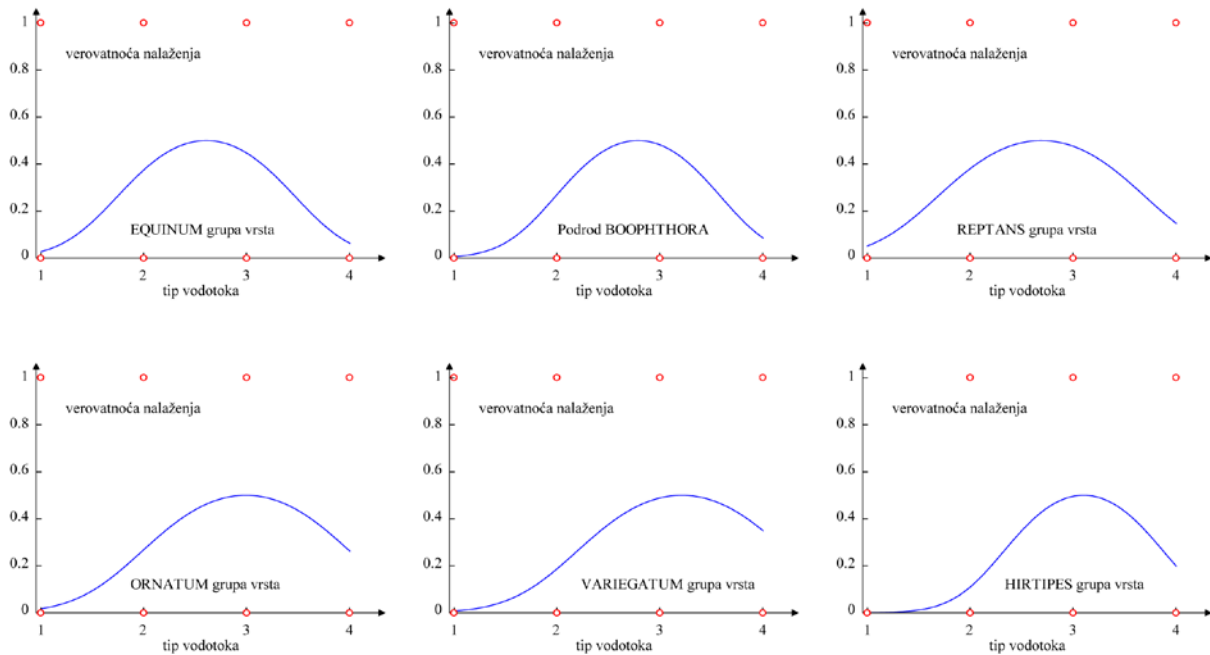 1
verovatnoća nalaženja
0.8
0.6
0.4
0.2
EQUINUM grupa vrsta
0
1 2 3 4
tip vodotoka
1
verovatnoća nalaženja
0.8
0.6
0.4
0.2
Podrod BOOPHTHORA
0
1 2 3 4
tip vodotoka
1
verovatnoća nalaženja
0.8
0.6
0.4
0.2
REPTANS grupa vrsta
0
1 2 3 4
tip vodotoka
1
verovatnoća nalaženja
0.8
0.6
0.4
0.2
ORNATUM grupa vrsta
0
1 2 3 4
tip vodotoka
1
verovatnoća nalaženja
0.8
0.6
0.4
0.2
VARIEGATUM grupa vrsta
0
1 2 3 4
tip vodotoka
1
verovatnoća nalaženja
0.8
0.6
0.4
0.2
HIRTIPES grupa vrsta
0
1 2 3 4
tip vodotoka